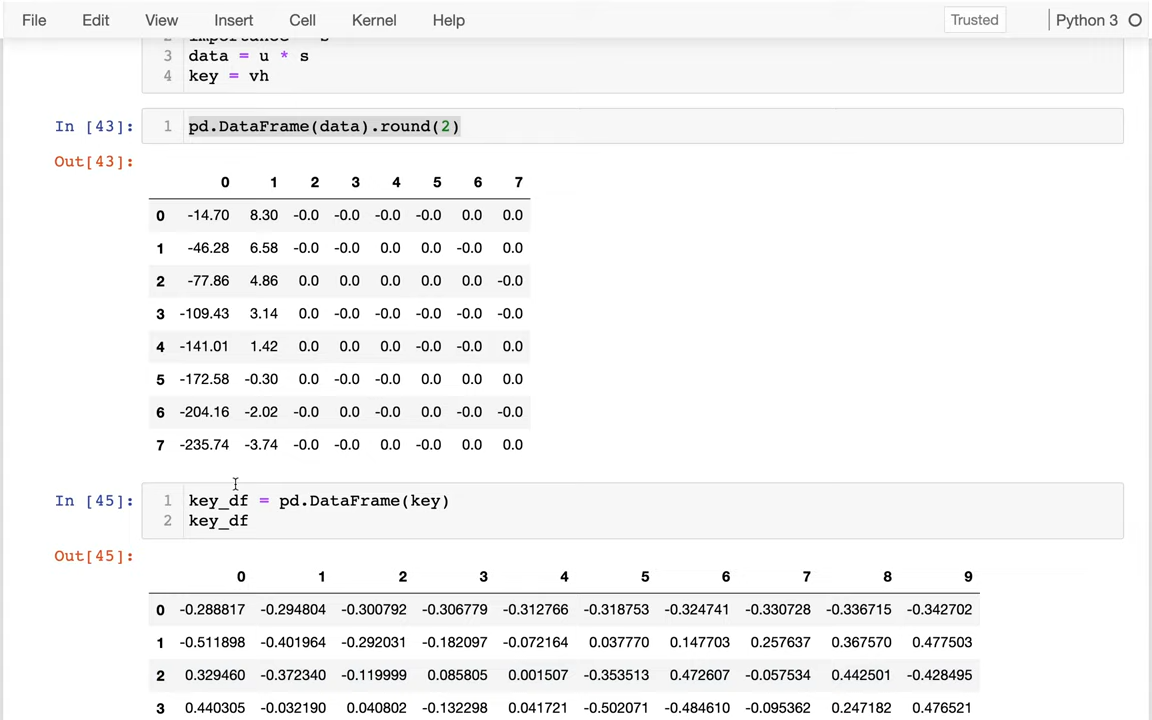 File Edit View Insert Cell Kernel Help Trusted Python 3
3 data = u * s
4 key = vh
In [43]: 1 pd.DataFrame(data).round(2)
Out[43]:
0 1 2 3 4 5 6 7
0 -14.70 8.30 -0.0 -0.0 -0.0 -0.0 0.0 0.0
1 -46.28 6.58 -0.0 -0.0 0.0 0.0 -0.0 0.0
2 -77.86 4.86 0.0 0.0 0.0 0.0 0.0 -0.0
3 -109.43 3.14 0.0 -0.0 -0.0 -0.0 -0.0 -0.0
4 -141.01 1.42 0.0 0.0 0.0 -0.0 -0.0 0.0
5 -172.58 -0.30 0.0 -0.0 -0.0 0.0 0.0 0.0
6 -204.16 -2.02 -0.0 0.0 -0.0 0.0 -0.0 -0.0
7 -235.74 -3.74 -0.0 -0.0 0.0 -0.0 0.0 0.0
In [45]: 1 key_df = pd.DataFrame(key)
2 key_df
Out[45]:
0 1 2 3 4 5 6 7 8 9
0 -0.288817 -0.294804 -0.300792 -0.306779 -0.312766 -0.318753 -0.324741 -0.330728 -0.336715 -0.342702
1 -0.511898 -0.401964 -0.292031 -0.182097 -0.072164 0.037770 0.147703 0.257637 0.367570 0.477503
2 0.329460 -0.372340 -0.119999 0.085805 0.001507 -0.353513 0.472607 -0.057534 0.442501 -0.428495
3 0.440305 -0.032190 0.040802 -0.132298 0.041721 -0.502071 -0.484610 -0.095362 0.247182 0.476521